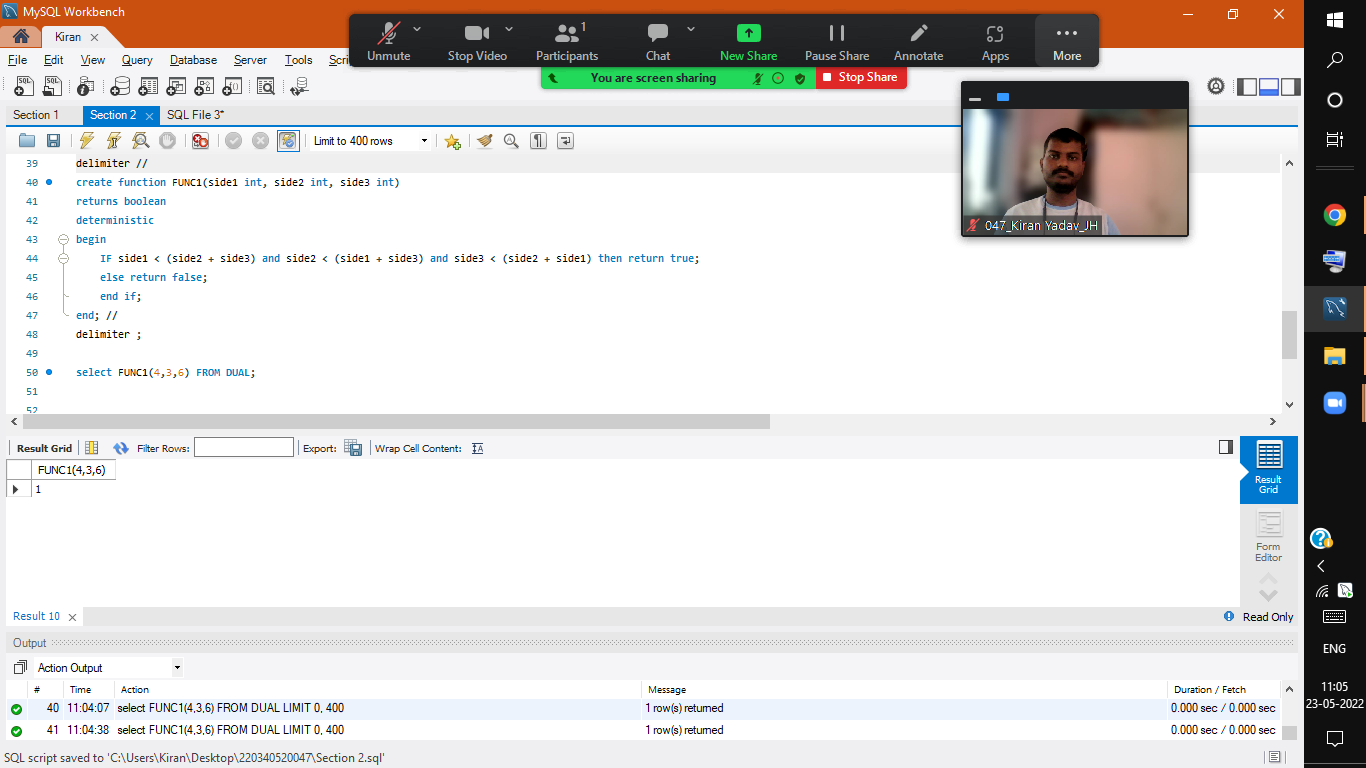 MySQL Workbench
Kiran
File Edit View Query Database Server Tools Scri
Unmute Stop Video Participants 1 Chat New Share Pause Share Annotate Apps More
You are screen sharing Stop Share
Section 1 Section 2 SQL File 3*
Limit to 400 rows
047_Kiran Yadav_JH
39 delimiter //
40 create function FUNC1(side1 int, side2 int, side3 int)
41 returns boolean
42 deterministic
43 begin
44 IF side1 < (side2 + side3) and side2 < (side1 + side3) and side3 < (side2 + side1) then return true;
45 else return false;
46 end if;
47 end; //
48 delimiter ;
49
50 select FUNC1(4,3,6) FROM DUAL;
51
52
Result Grid Filter Rows: Export: Wrap Cell Content:
FUNC1(4,3,6)
1
Result Grid
Form Editor
Result 10 Read Only
Output
Action Output
# Time Action Message Duration / Fetch
40 11:04:07 select FUNC1(4,3,6) FROM DUAL LIMIT 0, 400 1 row(s) returned 0.000 sec / 0.000 sec
41 11:04:38 select FUNC1(4,3,6) FROM DUAL LIMIT 0, 400 1 row(s) returned 0.000 sec / 0.000 sec
SQL script saved to 'C:\Users\Kiran\Desktop\220340520047\Section 2.sql'
ENG
11:05
23-05-2022